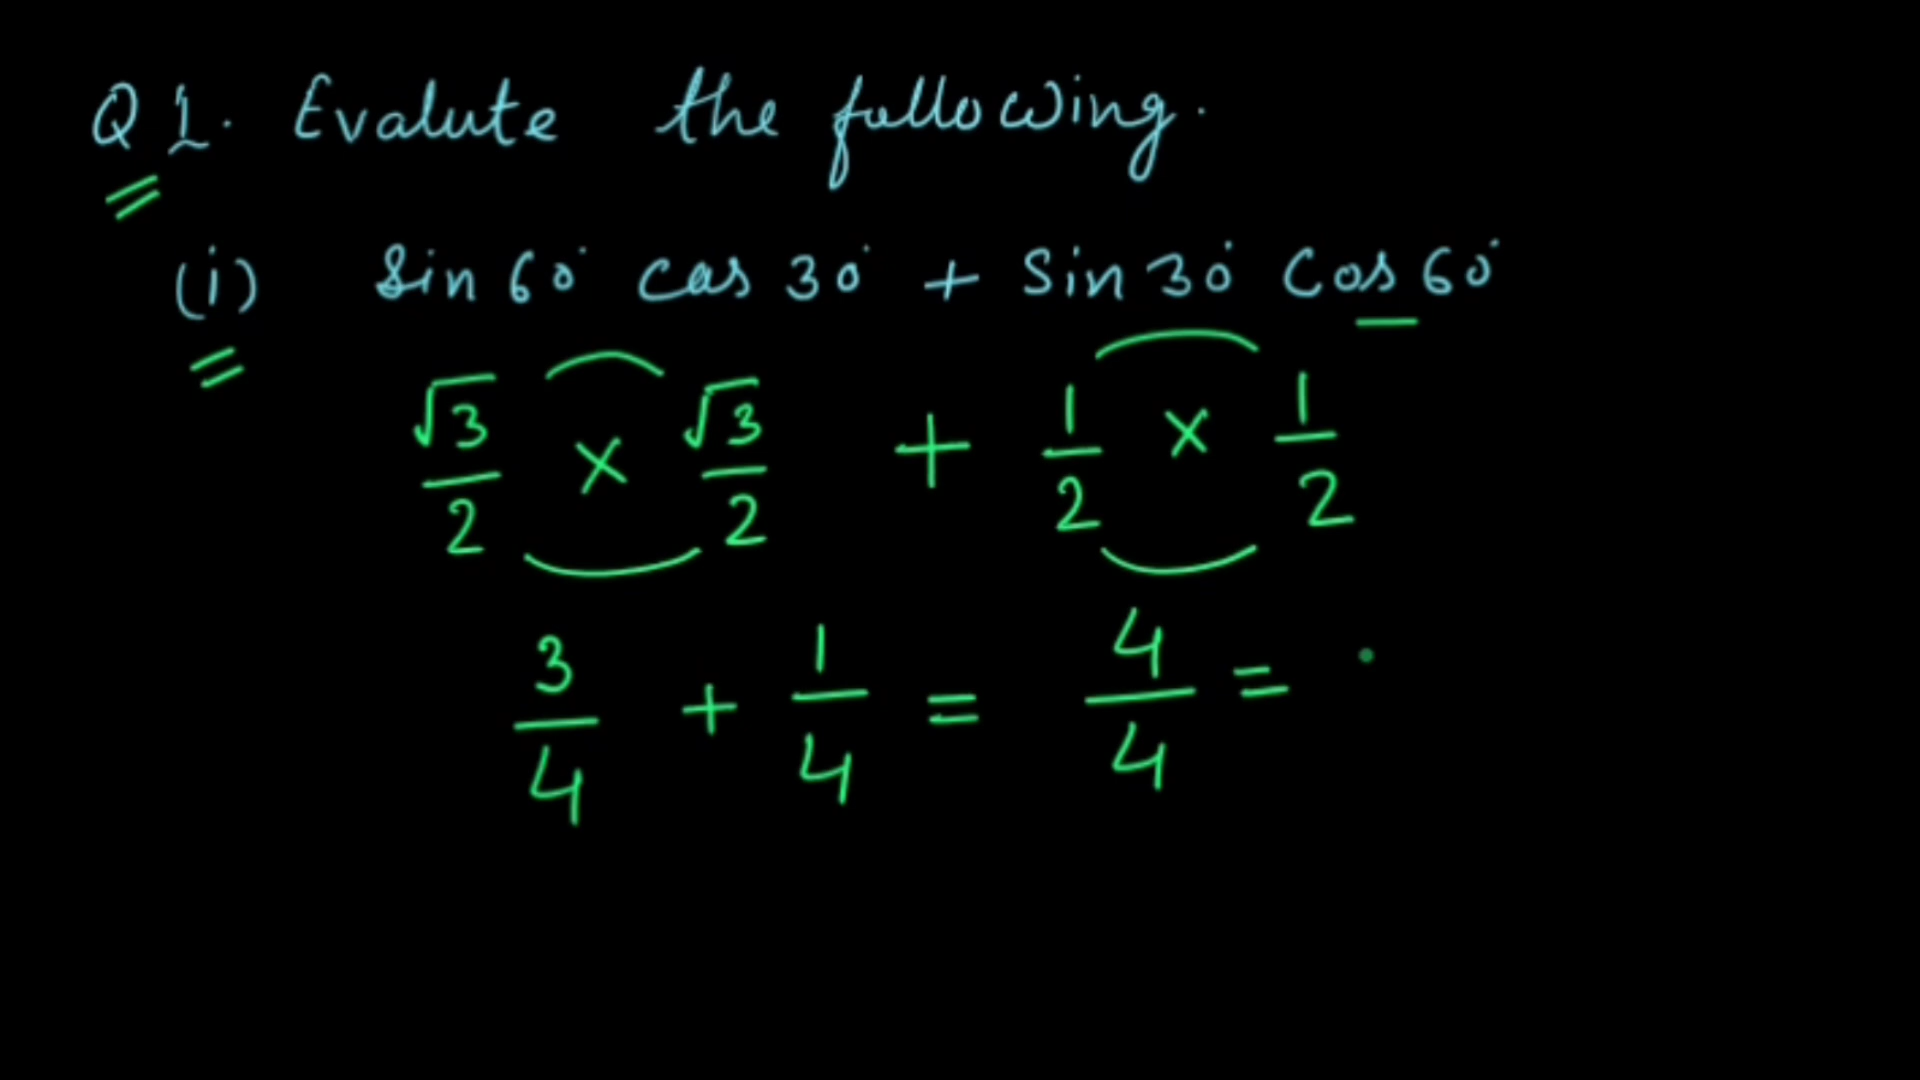 Q1. Evalute the following.
(i) Sin 60° cos 30° + Sin 30° Cos 60°
√3/2 × √3/2 + 1/2 × 1/2
3/4 + 1/4 = 4/4 =